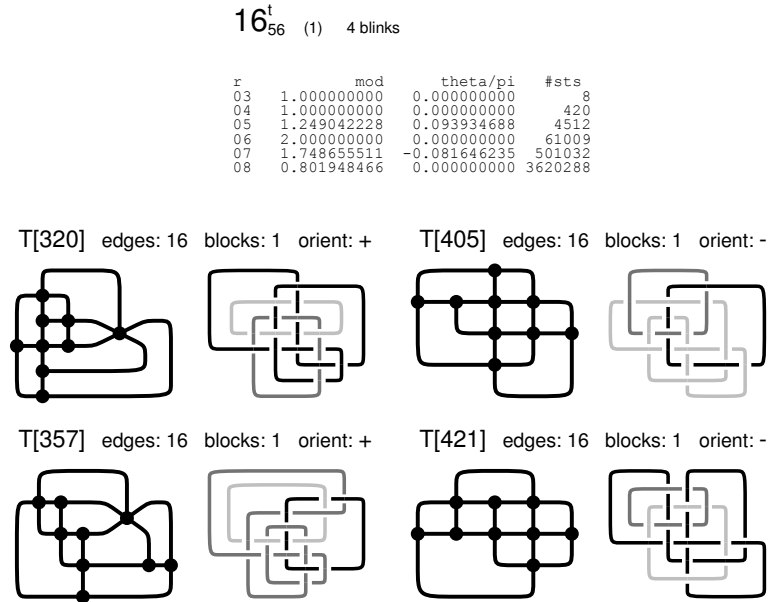 16^t_56 (1) 4 blinks
r mod theta/pi #sts
03 1.000000000 0.000000000 8
04 1.000000000 0.000000000 420
05 1.249042228 0.093934688 4512
06 2.000000000 0.000000000 61009
07 1.748655511 -0.081646235 501032
08 0.801948466 0.000000000 3620288
T[320] edges: 16 blocks: 1 orient: + T[405] edges: 16 blocks: 1 orient: -
T[357] edges: 16 blocks: 1 orient: + T[421] edges: 16 blocks: 1 orient: -